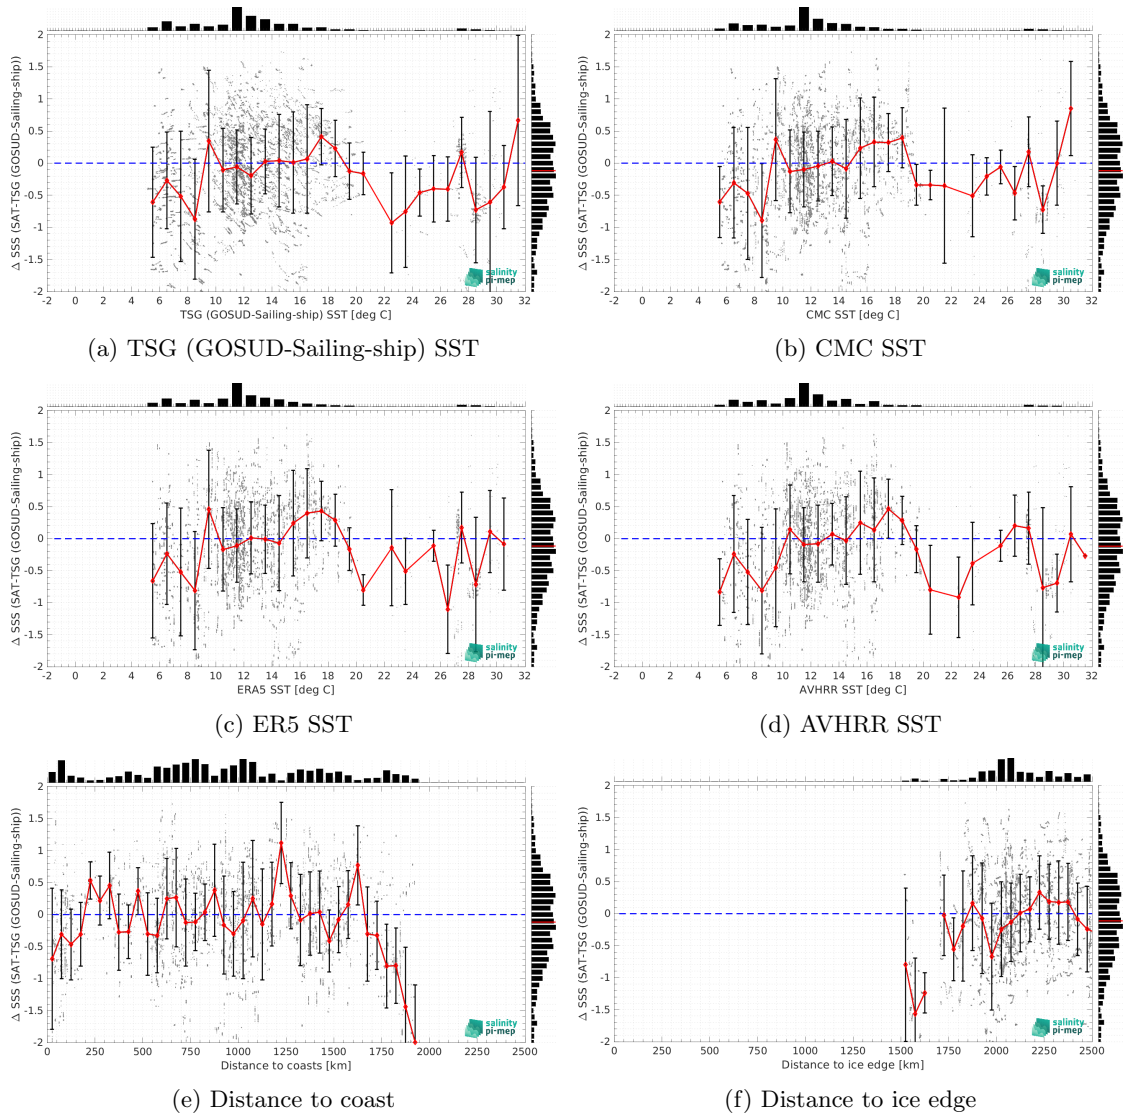 2
1.5
1
0.5
0
-0.5
-1
-1.5
-2
Δ SSS (SAT-TSG (GOSUD-Sailing-ship))
-2 0 2 4 6 8 10 12 14 16 18 20 22 24 26 28 30 32
TSG (GOSUD-Sailing-ship) SST [deg C]
salinity
pi-mep
(a) TSG (GOSUD-Sailing-ship) SST
2
1.5
1
0.5
0
-0.5
-1
-1.5
-2
Δ SSS (SAT-TSG (GOSUD-Sailing-ship))
-2 0 2 4 6 8 10 12 14 16 18 20 22 24 26 28 30 32
CMC SST [deg C]
salinity
pi-mep
(b) CMC SST
2
1.5
1
0.5
0
-0.5
-1
-1.5
-2
Δ SSS (SAT-TSG (GOSUD-Sailing-ship))
-2 0 2 4 6 8 10 12 14 16 18 20 22 24 26 28 30 32
ERA5 SST [deg C]
salinity
pi-mep
(c) ER5 SST
2
1.5
1
0.5
0
-0.5
-1
-1.5
-2
Δ SSS (SAT-TSG (GOSUD-Sailing-ship))
-2 0 2 4 6 8 10 12 14 16 18 20 22 24 26 28 30 32
AVHRR SST [deg C]
salinity
pi-mep
(d) AVHRR SST
2
1.5
1
0.5
0
-0.5
-1
-1.5
-2
Δ SSS (SAT-TSG (GOSUD-Sailing-ship))
0 250 500 750 1000 1250 1500 1750 2000 2250 2500
Distance to coasts [km]
salinity
pi-mep
(e) Distance to coast
2
1.5
1
0.5
0
-0.5
-1
-1.5
-2
Δ SSS (SAT-TSG (GOSUD-Sailing-ship))
0 250 500 750 1000 1250 1500 1750 2000 2250 2500
Distance to ice edge [km]
salinity
pi-mep
(f) Distance to ice edge